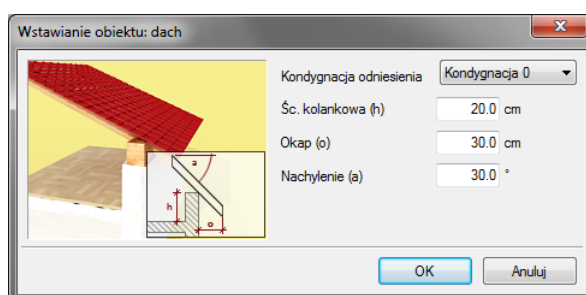 Wstawianie obiektu: dach
Kondygnacja odniesienia Kondygnacja 0
Śc. kolankowa (h) 20.0 cm
Okap (o) 30.0 cm
Nachylenie (a) 30.0 °
a
h
o
OK Anuluj